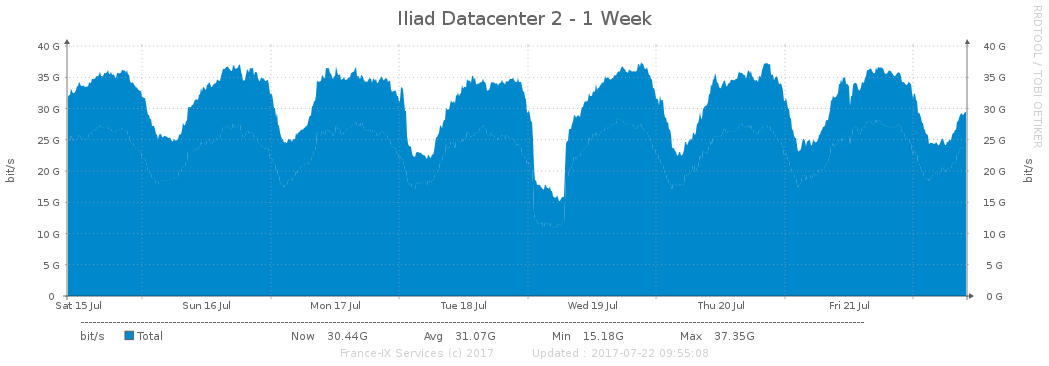 Iliad Datacenter 2 - 1 Week
RRDTOOL / TOBI OETIKER
40 G 40 G
35 G 35 G
30 G 30 G
25 G 25 G
20 G 20 G
15 G 15 G
10 G 10 G
5 G 5 G
0 0 G
bit/s bit/s
Sat 15 Jul Sun 16 Jul Mon 17 Jul Tue 18 Jul Wed 19 Jul Thu 20 Jul Fri 21 Jul
bit/s Total Now 30.44G Avg 31.07G Min 15.18G Max 37.35G
France-IX Services (c) 2017 Updated : 2017-07-22 09:55:08